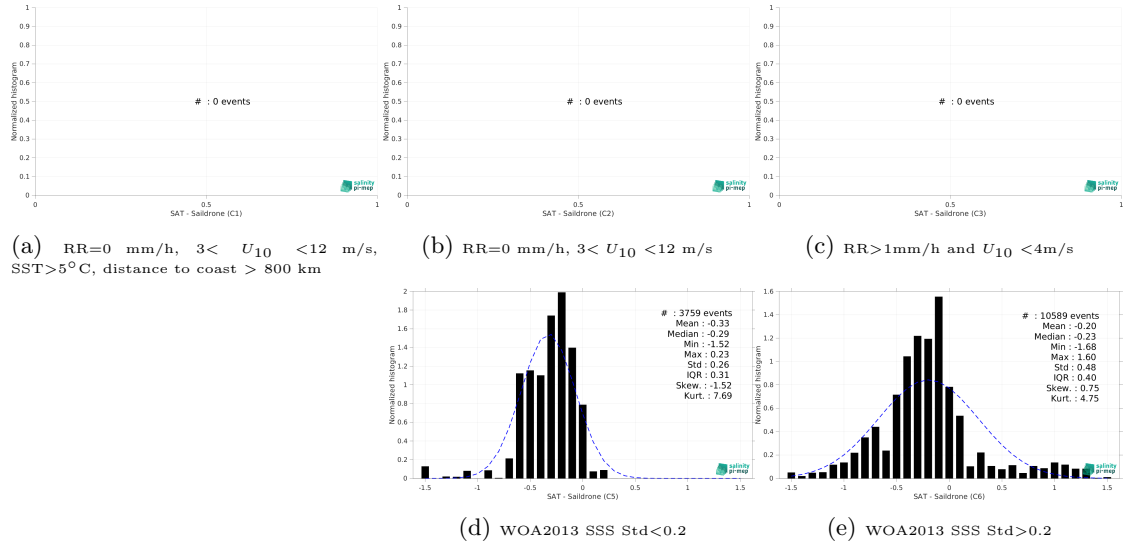 1
0.9
0.8
0.7
0.6
0.5
0.4
0.3
0.2
0.1
0
Normalized histogram
# : 0 events
salinity
pi-mep
0 0.5 1
SAT - Saildrone (C1)
(a) RR=0 mm/h, 3< U10 <12 m/s,
SST>5°C, distance to coast > 800 km
1
0.9
0.8
0.7
0.6
0.5
0.4
0.3
0.2
0.1
0
Normalized histogram
# : 0 events
salinity
pi-mep
0 0.5 1
SAT - Saildrone (C2)
(b) RR=0 mm/h, 3< U10 <12 m/s
1
0.9
0.8
0.7
0.6
0.5
0.4
0.3
0.2
0.1
0
Normalized histogram
# : 0 events
salinity
pi-mep
0 0.5 1
SAT - Saildrone (C3)
(c) RR>1mm/h and U10 <4m/s
2
1.8
1.6
1.4
1.2
1
0.8
0.6
0.4
0.2
0
Normalized histogram
# : 3759 events
Mean : -0.33
Median : -0.29
Min : -1.52
Max : 0.23
Std : 0.26
IQR : 0.31
Skew. : -1.52
Kurt. : 7.69
salinity
pi-mep
-1.5 -1 -0.5 0 0.5 1 1.5
SAT - Saildrone (C5)
(d) WOA2013 SSS Std<0.2
1.6
1.4
1.2
1
0.8
0.6
0.4
0.2
0
Normalized histogram
# : 10589 events
Mean : -0.20
Median : -0.23
Min : -1.68
Max : 1.60
Std : 0.48
IQR : 0.40
Skew. : 0.75
Kurt. : 4.75
salinity
pi-mep
-1.5 -1 -0.5 0 0.5 1 1.5
SAT - Saildrone (C6)
(e) WOA2013 SSS Std>0.2